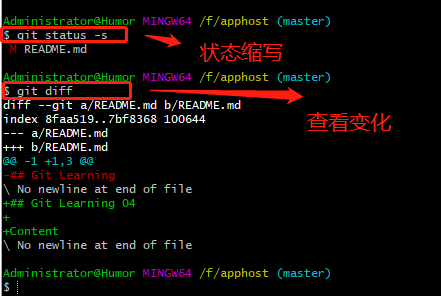 Administrator@Humor MINGW64 /f/apphost (master)
$ git status -s
状态缩写
 M README.md
Administrator@Humor MINGW64 /f/apphost (master)
$ git diff
diff --git a/README.md b/README.md
查看变化
index 8faa519..7bf8368 100644
--- a/README.md
+++ b/README.md
@@ -1 +1,3 @@
-## Git Learning
\ No newline at end of file
+## Git Learning 04
+
+Content
\ No newline at end of file
Administrator@Humor MINGW64 /f/apphost (master)
$